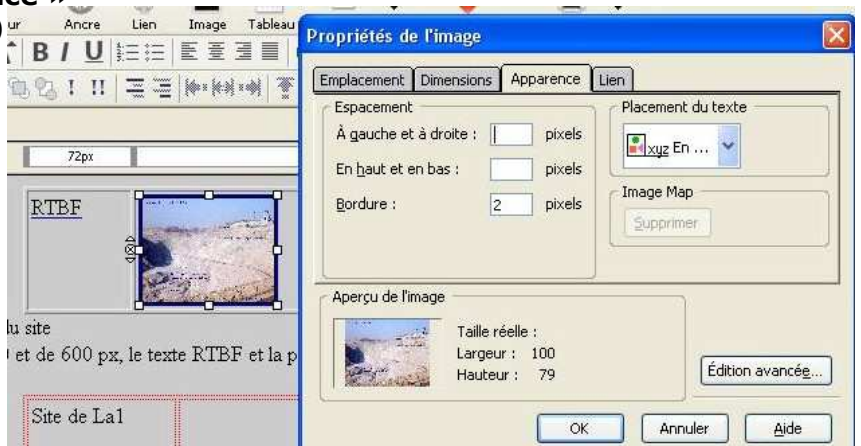 ce »
ur Ancre Lien Image Tableau
B I U
! !!
72px
RTBF
du site
et de 600 px, le texte RTBF et la p
Site de La1
Propriétés de l'image
Emplacement Dimensions Apparence Lien
Espacement
À gauche et à droite : pixels
En haut et en bas : pixels
Bordure : 2 pixels
Placement du texte
xyz En ...
Image Map
Supprimer
Aperçu de l'image
Taille réelle :
Largeur : 100
Hauteur : 79
Édition avancée...
OK Annuler Aide